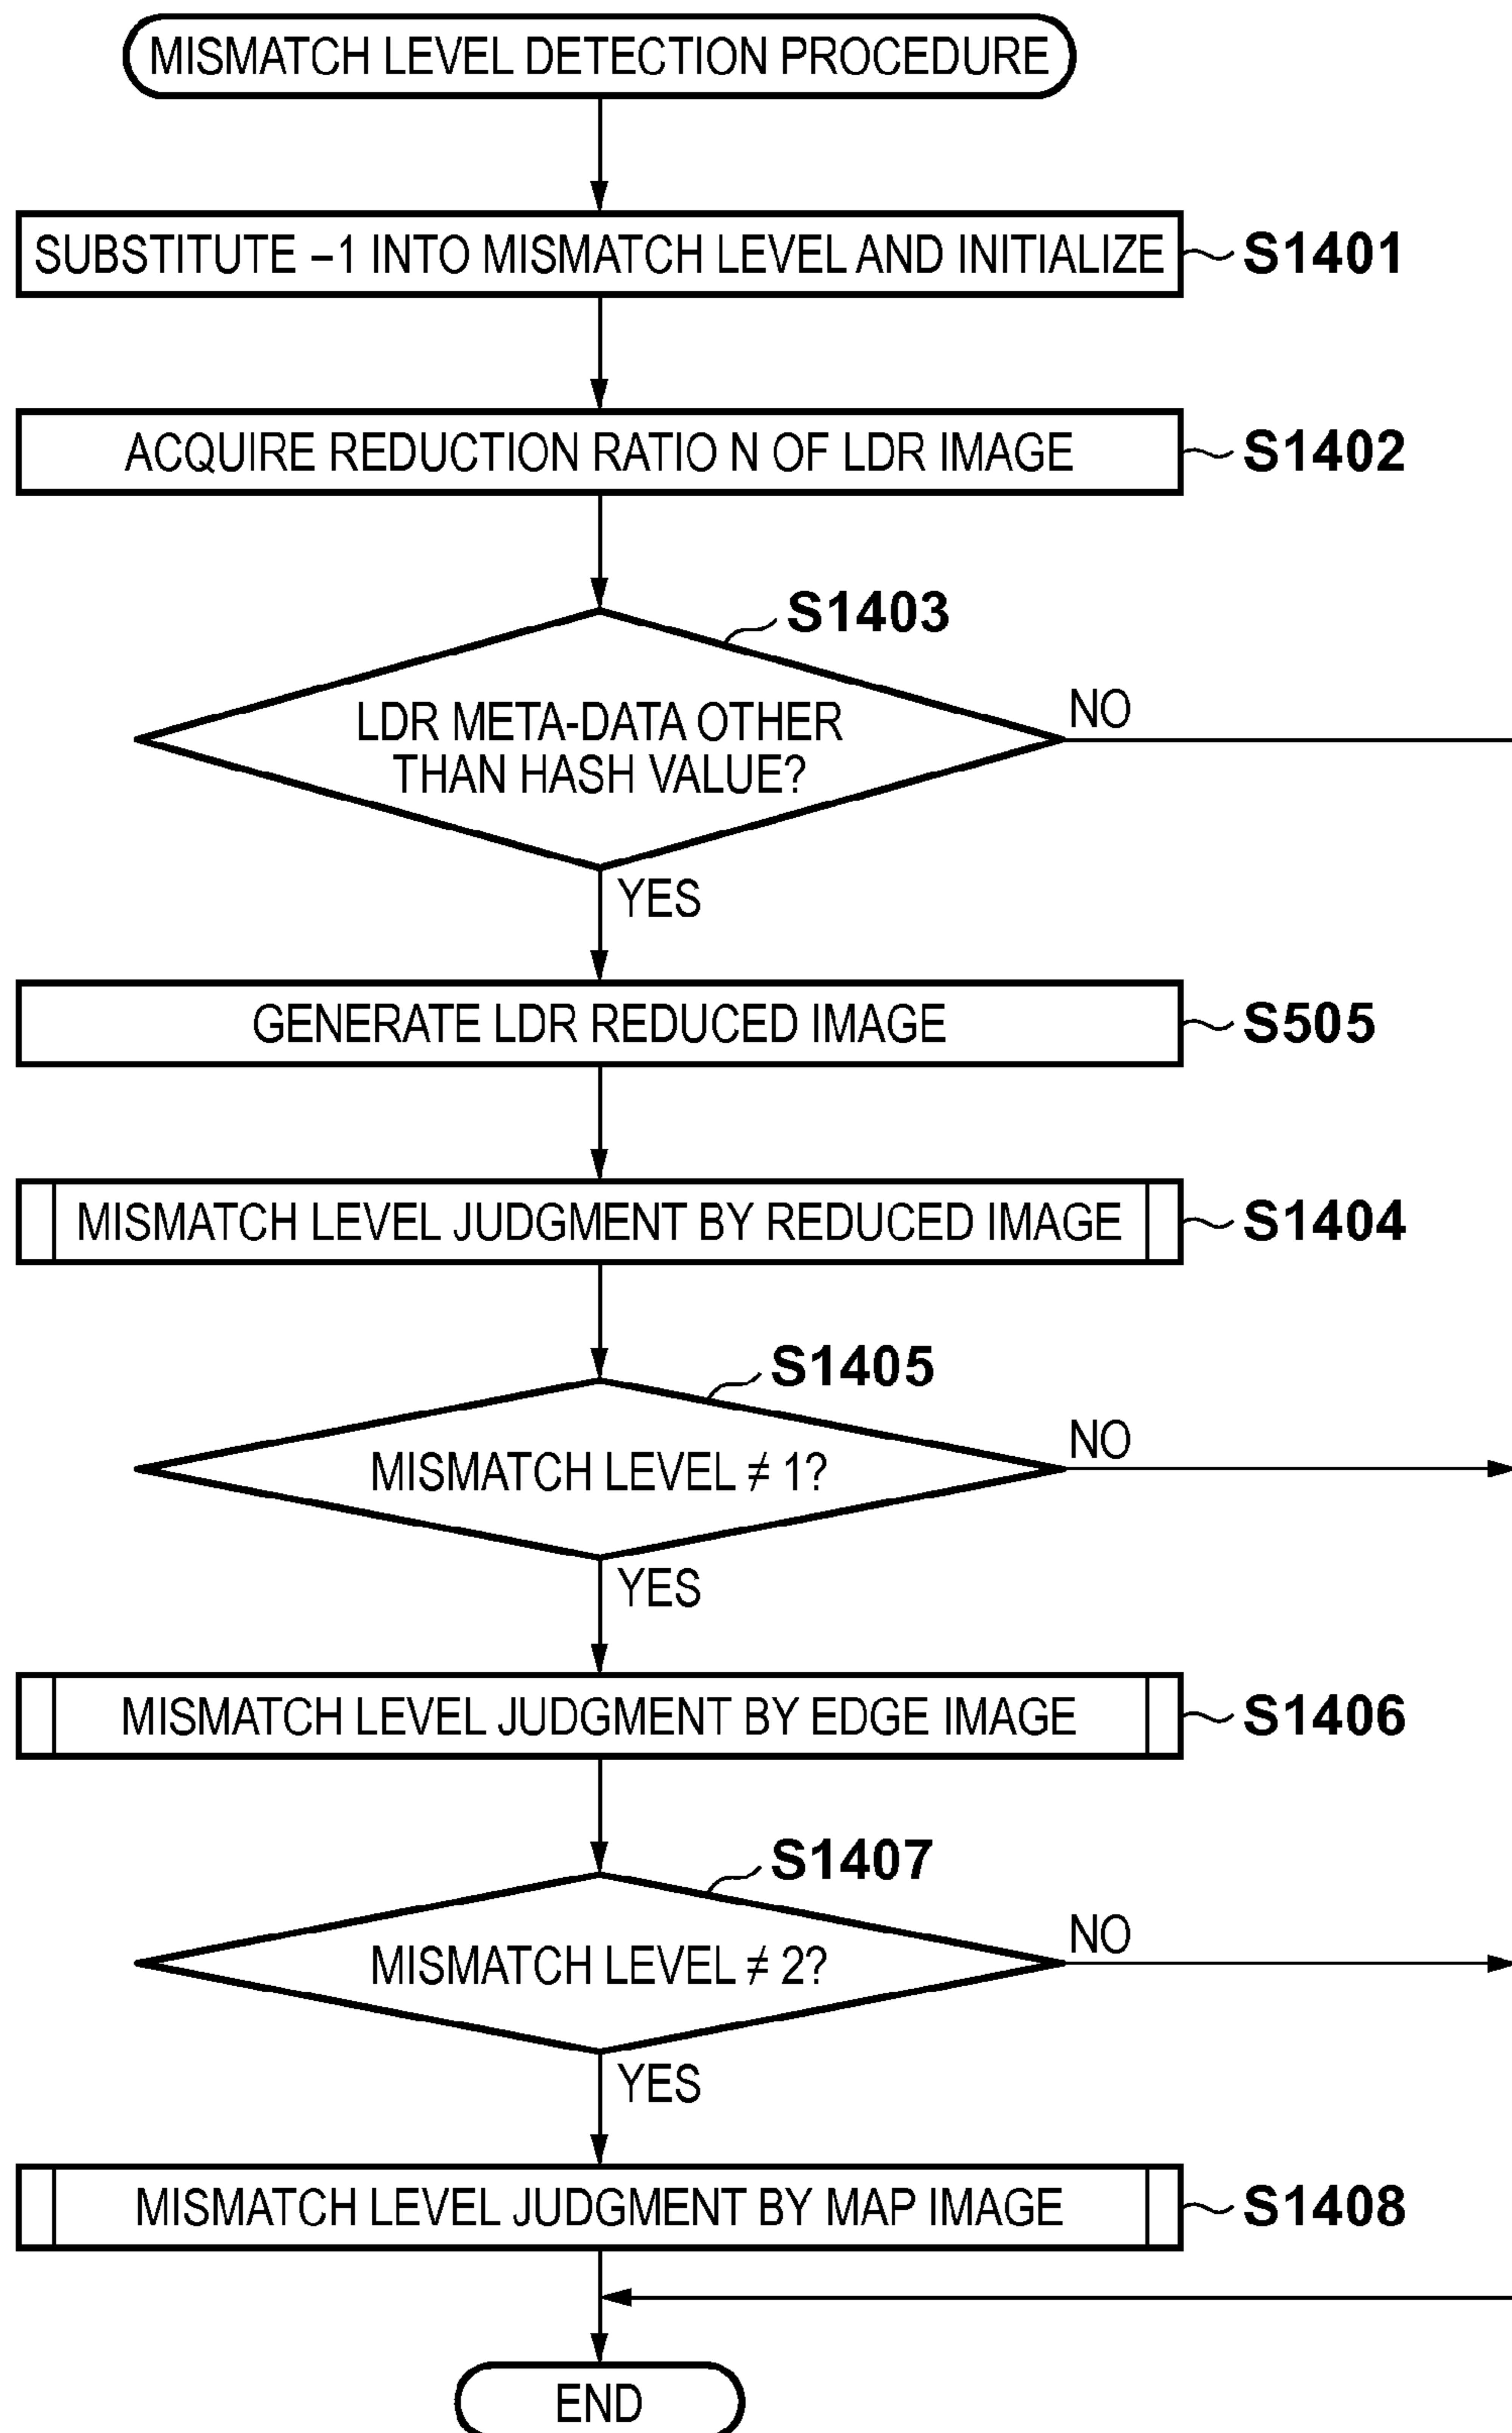 MISMATCH LEVEL DETECTION PROCEDURE
SUBSTITUTE –1 INTO MISMATCH LEVEL AND INITIALIZE
S1401
ACQUIRE REDUCTION RATIO N OF LDR IMAGE
S1402
S1403
LDR META-DATA OTHER
THAN HASH VALUE?
NO
YES
GENERATE LDR REDUCED IMAGE
S505
MISMATCH LEVEL JUDGMENT BY REDUCED IMAGE
S1404
S1405
MISMATCH LEVEL ≠ 1?
NO
YES
MISMATCH LEVEL JUDGMENT BY EDGE IMAGE
S1406
S1407
MISMATCH LEVEL ≠ 2?
NO
YES
MISMATCH LEVEL JUDGMENT BY MAP IMAGE
S1408
END